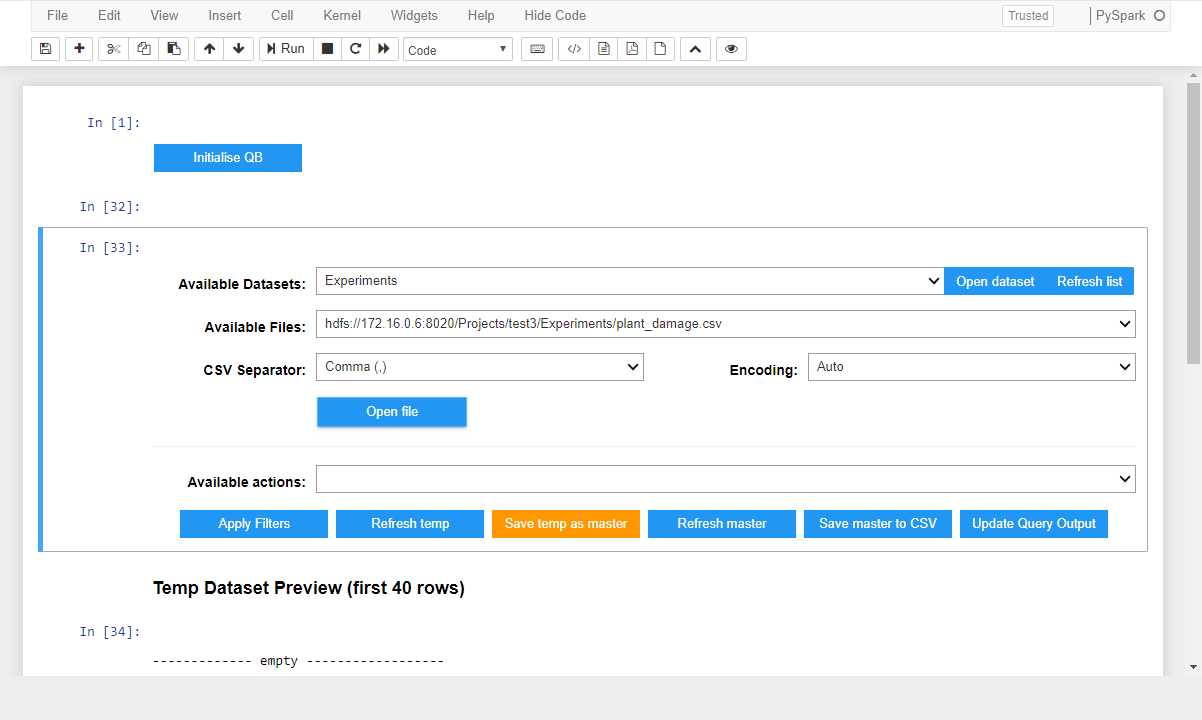 File Edit View Insert Cell Kernel Widgets Help Hide Code Trusted PySpark
Run Code
In [1]:
Initialise QB
In [32]:
In [33]:
Available Datasets: Experiments Open dataset Refresh list
Available Files: hdfs://172.16.0.6:8020/Projects/test3/Experiments/plant_damage.csv
CSV Separator: Comma (,) Encoding: Auto
Open file
Available actions:
Apply Filters Refresh temp Save temp as master Refresh master Save master to CSV Update Query Output
Temp Dataset Preview (first 40 rows)
In [34]:
------------- empty ------------------